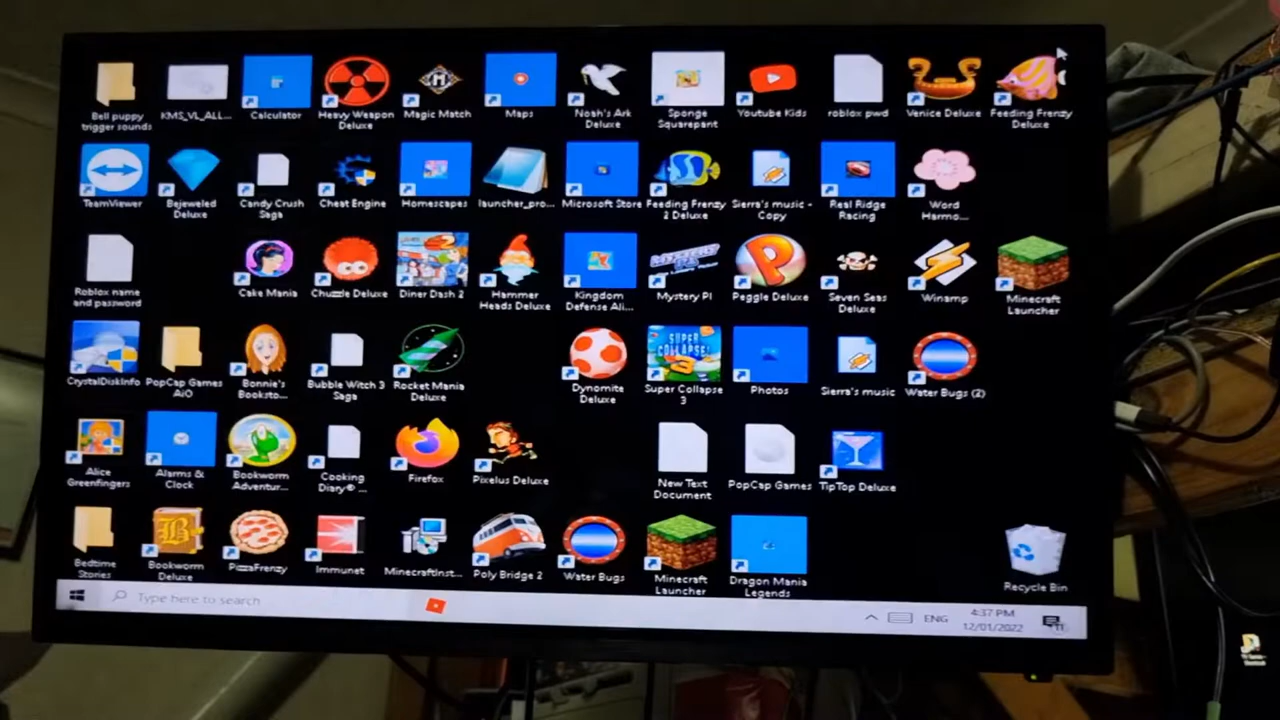 Bell puppy
trigger sounds
KMS_VL_ALL...
Calculator
Heavy Weapon
Deluxe
Magic Match
Maps
Noah's Ark
Deluxe
Sponge
Squarepant
Youtube Kids
roblox pwd
Venice Deluxe
Feeding Frenzy
Deluxe
TeamViewer
Bejeweled
Deluxe
Candy Crush
Saga
Cheat Engine
Homescapes
launcher_pro...
Microsoft Store
Feeding Frenzy
2 Deluxe
Sierra's music -
Copy
Real Ridge
Racing
Word
Harmo...
Roblox name
and password
Cake Mania
Chuzzle Deluxe
Diner Dash 2
Hammer
Heads Deluxe
Kingdom
Defense Ali...
Mystery PI
Peggle Deluxe
Seven Seas
Deluxe
Winamp
Minecraft
Launcher
CrystalDiskInfo
PopCap Games
AiO
Bonnie's
Booksto...
Bubble Witch 3
Saga
Rocket Mania
Deluxe
Dynomite
Deluxe
SUPER
COLLAPSE!
3
Super Collapse
3
Photos
Sierra's music
Water Bugs (2)
Alice
Greenfingers
Alarms &
Clock
Bookworm
Adventur...
Cooking
Diary® ...
Firefox
Pixelus Deluxe
New Text
Document
PopCap Games
TipTop Deluxe
Bedtime
Stories
Bookworm
Deluxe
PizzaFrenzy
Immunet
MinecraftInst...
Poly Bridge 2
Water Bugs
Minecraft
Launcher
Dragon Mania
Legends
Recycle Bin
Type here to search
ENG
4:37 PM
12/01/2022